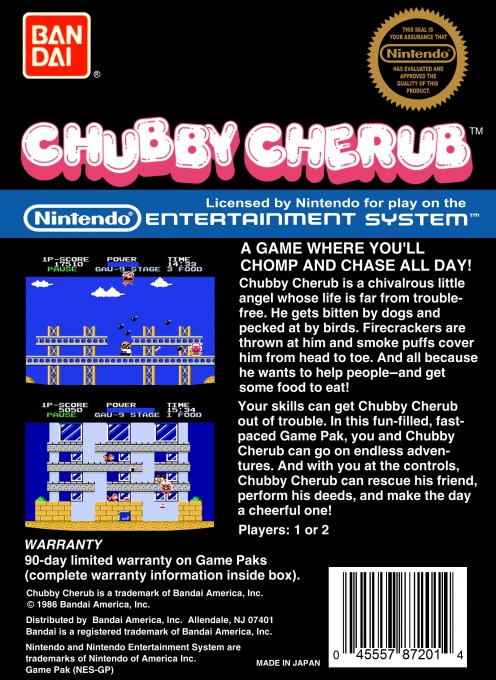 BAN
DAI
®
THIS SEAL IS
YOUR ASSURANCE THAT
Nintendo®
HAS EVALUATED AND
APPROVED THE
QUALITY OF THIS
PRODUCT.
CHUBBY CHERUB™
Licensed by Nintendo for play on the
Nintendo® ENTERTAINMENT SYSTEM™
1P-SCORE POWER TIME
17510 14:33
PAUSE GAU-9 STAGE 3 FOOD
1P-SCORE POWER TIME
5050 15:34
PAUSE GAU-9 STAGE 1 FOOD
A GAME WHERE YOU'LL
CHOMP AND CHASE ALL DAY!
Chubby Cherub is a chivalrous little
angel whose life is far from trouble-
free. He gets bitten by dogs and
pecked at by birds. Firecrackers are
thrown at him and smoke puffs cover
him from head to toe. And all because
he wants to help people–and get
some food to eat!
Your skills can get Chubby Cherub
out of trouble. In this fun-filled, fast-
paced Game Pak, you and Chubby
Cherub can go on endless adven-
tures. And with you at the controls,
Chubby Cherub can rescue his friend,
perform his deeds, and make the day
a cheerful one!
Players: 1 or 2
WARRANTY
90-day limited warranty on Game Paks
(complete warranty information inside box).
Chubby Cherub is a trademark of Bandai America, Inc.
© 1986 Bandai America, Inc.
Distributed by Bandai America, Inc. Allendale, NJ 07401
Bandai is a registered trademark of Bandai America, Inc.
Nintendo and Nintendo Entertainment System are
trademarks of Nintendo of America Inc.
Game Pak (NES-GP)
MADE IN JAPAN
0 45557 87201 4